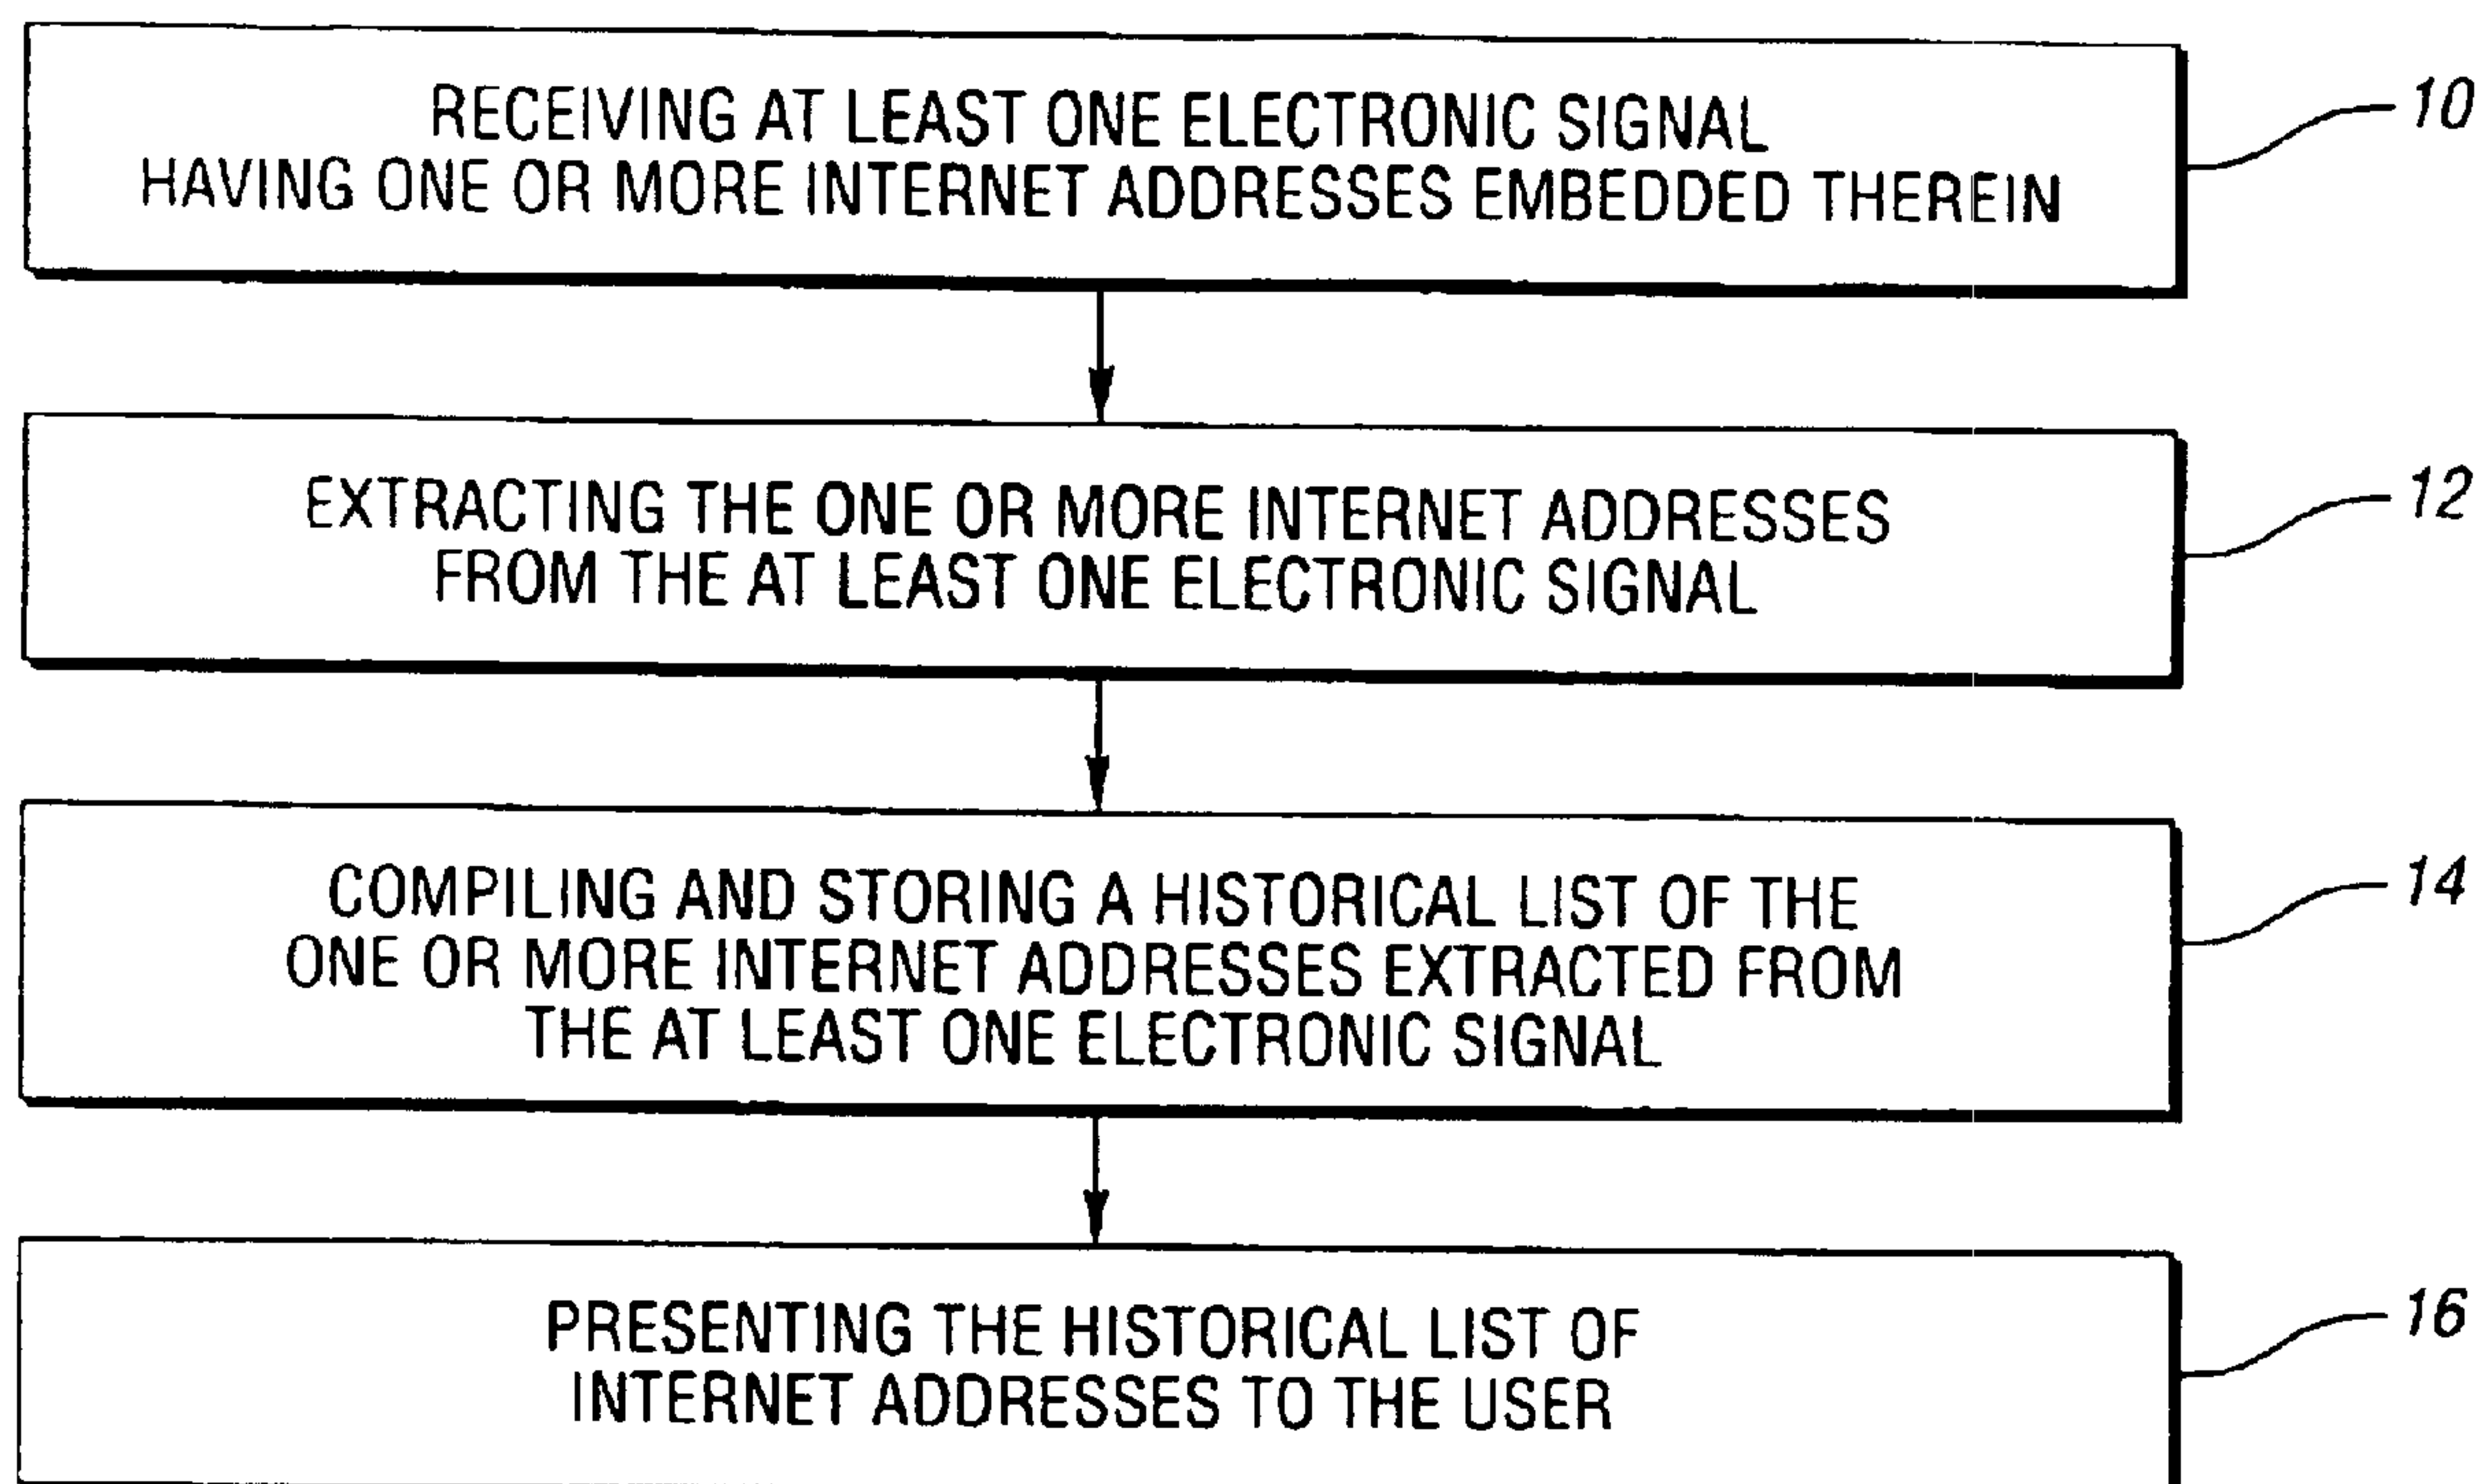 RECEIVING AT LEAST ONE ELECTRONIC SIGNAL
HAVING ONE OR MORE INTERNET ADDRESSES EMBEDDED THEREIN
10
EXTRACTING THE ONE OR MORE INTERNET ADDRESSES
FROM THE AT LEAST ONE ELECTRONIC SIGNAL
12
COMPILING AND STORING A HISTORICAL LIST OF THE
ONE OR MORE INTERNET ADDRESSES EXTRACTED FROM
THE AT LEAST ONE ELECTRONIC SIGNAL
14
PRESENTING THE HISTORICAL LIST OF
INTERNET ADDRESSES TO THE USER
16